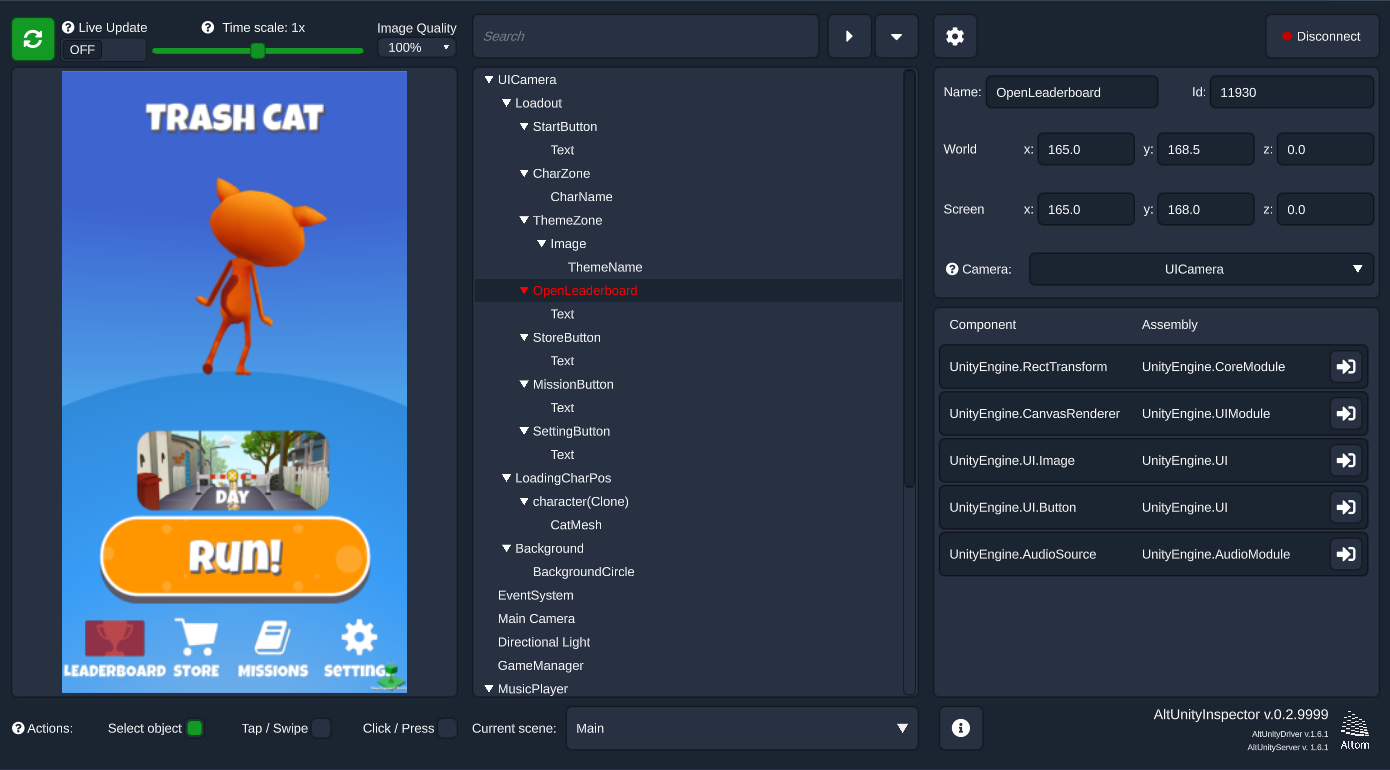 Live Update
OFF
Time scale: 1x
Image Quality
100%
Search
Disconnect
TRASH CAT
DAY
RUN!
LEADERBOARD STORE MISSIONS SETTING
UICamera
Loadout
StartButton
Text
CharZone
CharName
ThemeZone
Image
ThemeName
OpenLeaderboard
Text
StoreButton
Text
MissionButton
Text
SettingButton
Text
LoadingCharPos
character(Clone)
CatMesh
Background
BackgroundCircle
EventSystem
Main Camera
Directional Light
GameManager
MusicPlayer
Name: OpenLeaderboard Id: 11930
World x: 165.0 y: 168.5 z: 0.0
Screen x: 165.0 y: 168.0 z: 0.0
Camera: UICamera
Component Assembly
UnityEngine.RectTransform UnityEngine.CoreModule
UnityEngine.CanvasRenderer UnityEngine.UIModule
UnityEngine.UI.Image UnityEngine.UI
UnityEngine.UI.Button UnityEngine.UI
UnityEngine.AudioSource UnityEngine.AudioModule
Actions: Select object Tap / Swipe Click / Press Current scene: Main
AltUnityInspector v.0.2.9999
AltUnityDriver v.1.6.1
AltUnityServer v. 1.6.1
Altom